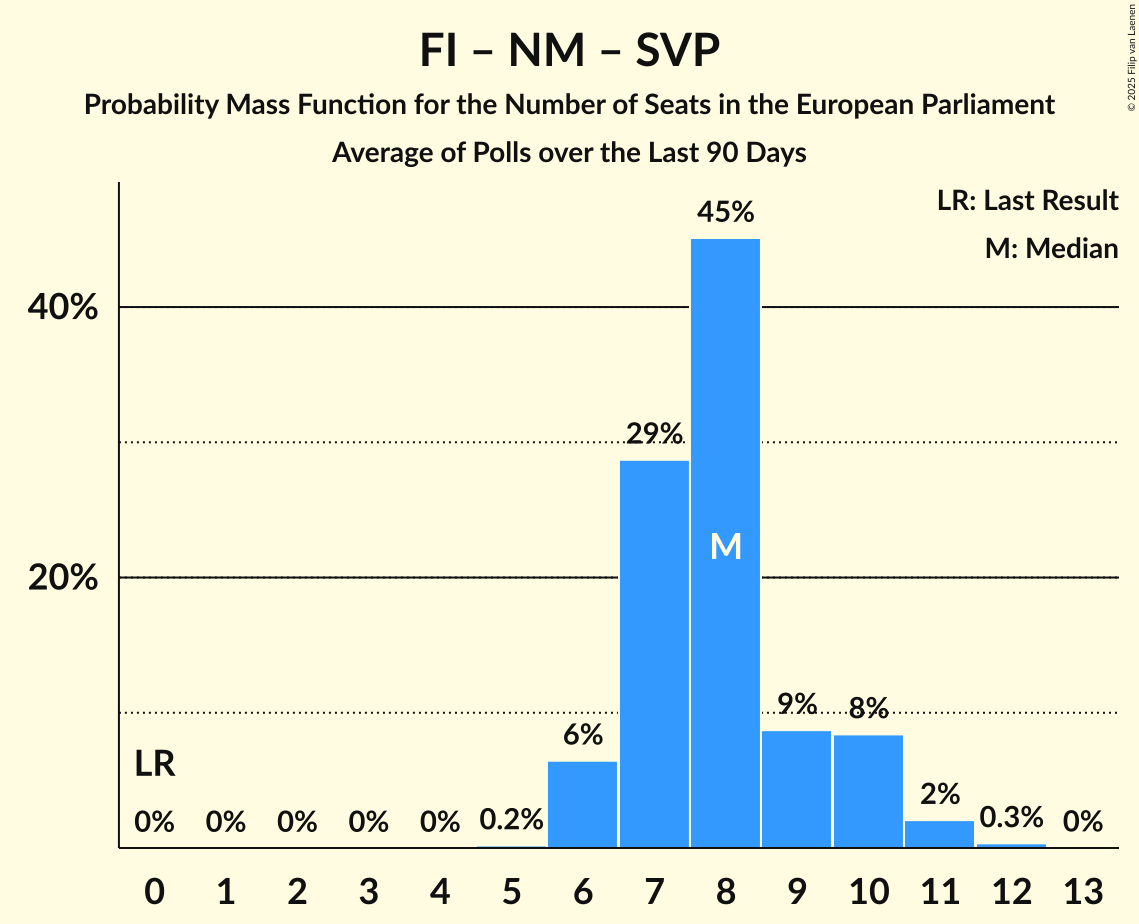 FI – NM – SVP
Probability Mass Function for the Number of Seats in the European Parliament
Average of Polls over the Last 90 Days
© 2025 Filip van Laenen
LR: Last Result
M: Median
45%
40%
29%
M
20%
9%
8%
6%
LR
2%
0%
0%
0%
0%
0%
0.2%
0.3%
0%
0 1 2 3 4 5 6 7 8 9 10 11 12 13